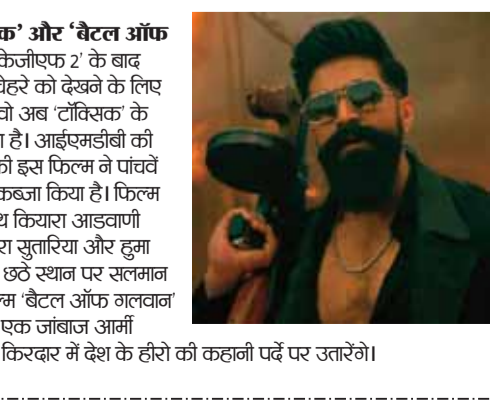 क’ और ‘बैटल ऑफ
केजीएफ 2' के बाद
चेहरे को देखने के लिए
वो अब ‘टॉक्सिक’ के
है। आईएमडीबी की
की इस फिल्म ने पांचवें
कब्जा किया है। फिल्म
कियारा आडवाणी
सुतारिया और हुमा
छठे स्थान पर सलमान
‘बैटल ऑफ गलवान’
एक जांबाज आर्मी
किरदार में देश के हीरो की कहानी पर्दे पर उतारेंगे।